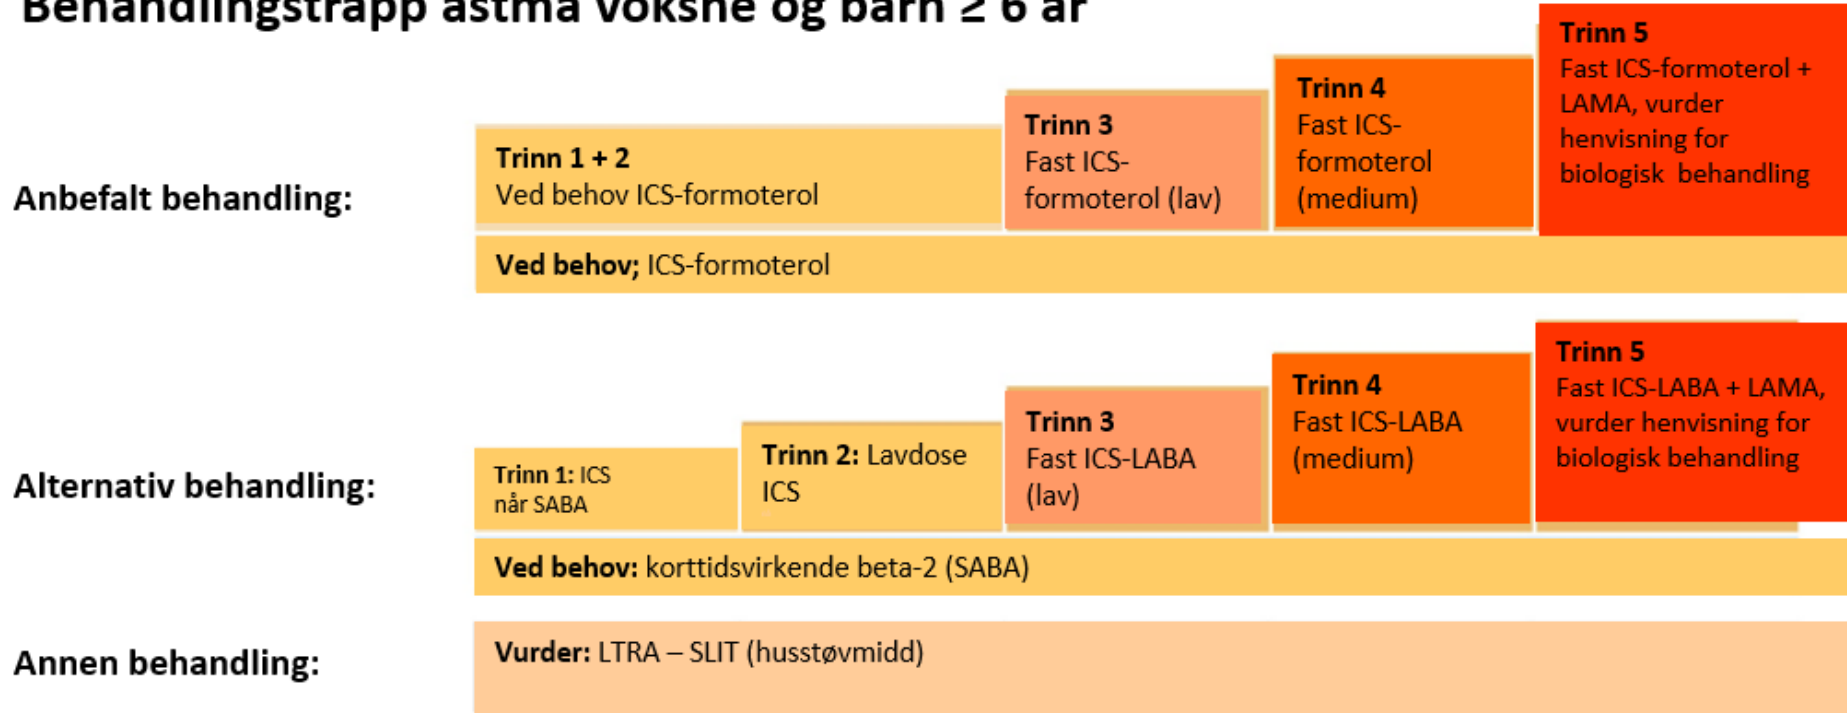 Behandlingstrapp astma voksne og barn ≥ 6 år
Anbefalt behandling:
Trinn 1 + 2
Ved behov ICS-formoterol
Trinn 3
Fast ICS-
formoterol (lav)
Trinn 4
Fast ICS-
formoterol
(medium)
Trinn 5
Fast ICS-formoterol +
LAMA, vurder
henvisning for
biologisk behandling
Ved behov; ICS-formoterol
Alternativ behandling:
Trinn 1: ICS
når SABA
Trinn 2: Lavdose
ICS
Trinn 3
Fast ICS-LABA
(lav)
Trinn 4
Fast ICS-LABA
(medium)
Trinn 5
Fast ICS-LABA + LAMA,
vurder henvisning for
biologisk behandling
Ved behov: korttidsvirkende beta-2 (SABA)
Annen behandling:
Vurder: LTRA – SLIT (husstøvmidd)